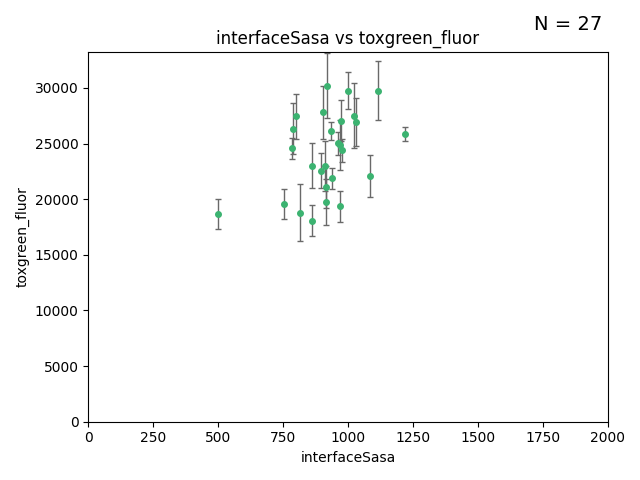 N = 27
interfaceSasa vs toxgreen_fluor
toxgreen_fluor
30000
25000
20000
15000
10000
5000
0
0 250 500 750 1000 1250 1500 1750 2000
interfaceSasa